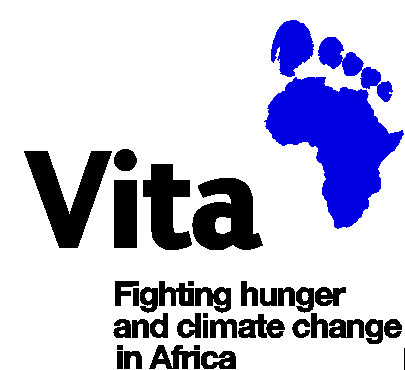 Vita
Fighting hunger
and climate change
in Africa